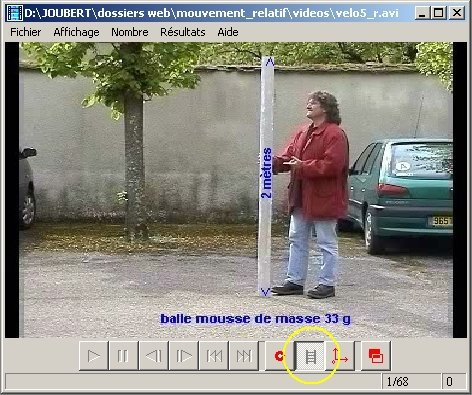 D:\JOUBERT\dossiers web\mouvement_relatif\videos\velo5_r.avi
Fichier Affichage Nombre Résultats Aide
2 mètres
balle mousse de masse 33 g
1/68 0